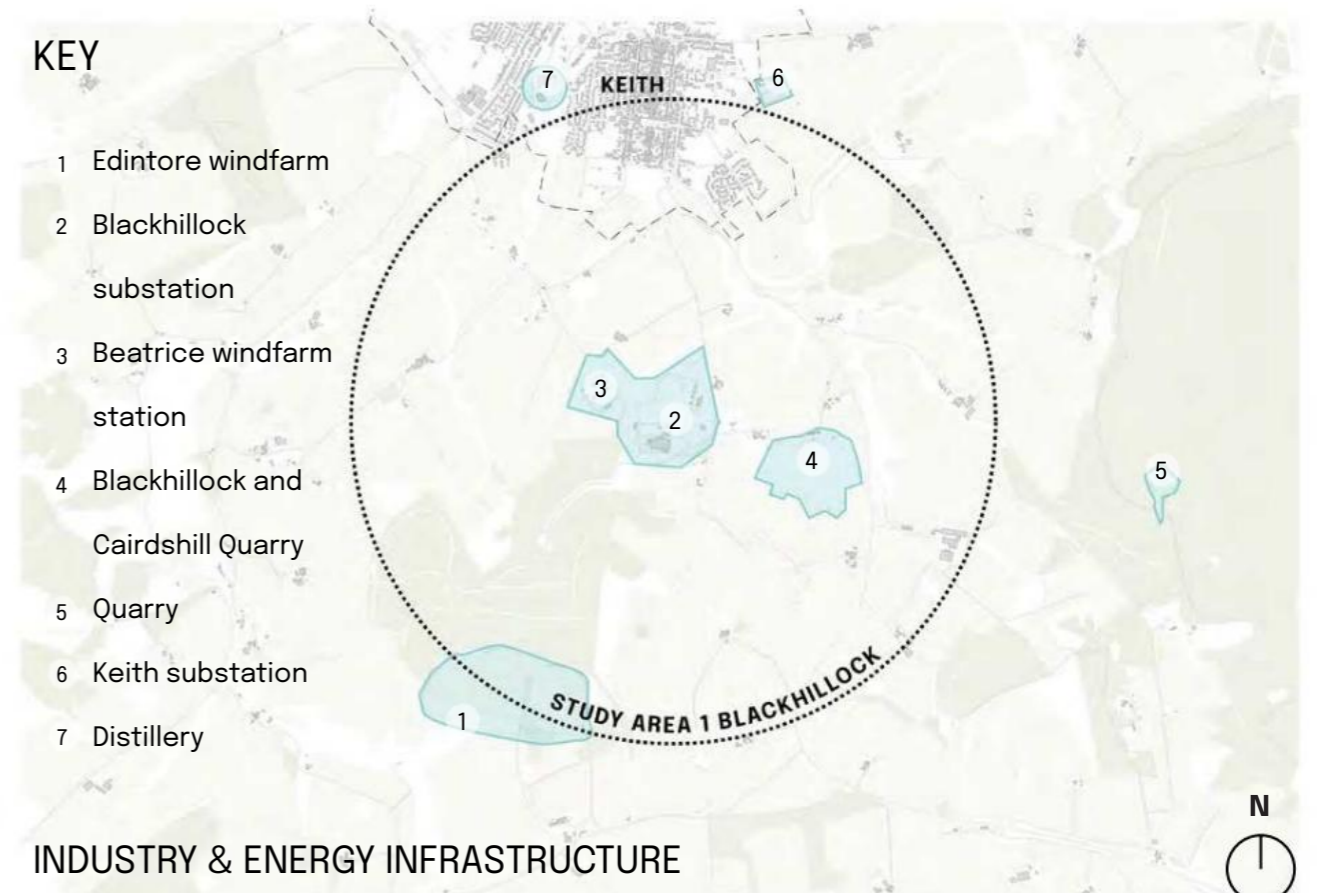 KEY
1 Edintore windfarm
2 Blackhillock
substation
3 Beatrice windfarm
station
4 Blackhillock and
Cairdshill Quarry
5 Quarry
6 Keith substation
7 Distillery
7
KEITH
6
3
2
4
5
1
STUDY AREA 1 BLACKHILLOCK
N
INDUSTRY & ENERGY INFRASTRUCTURE